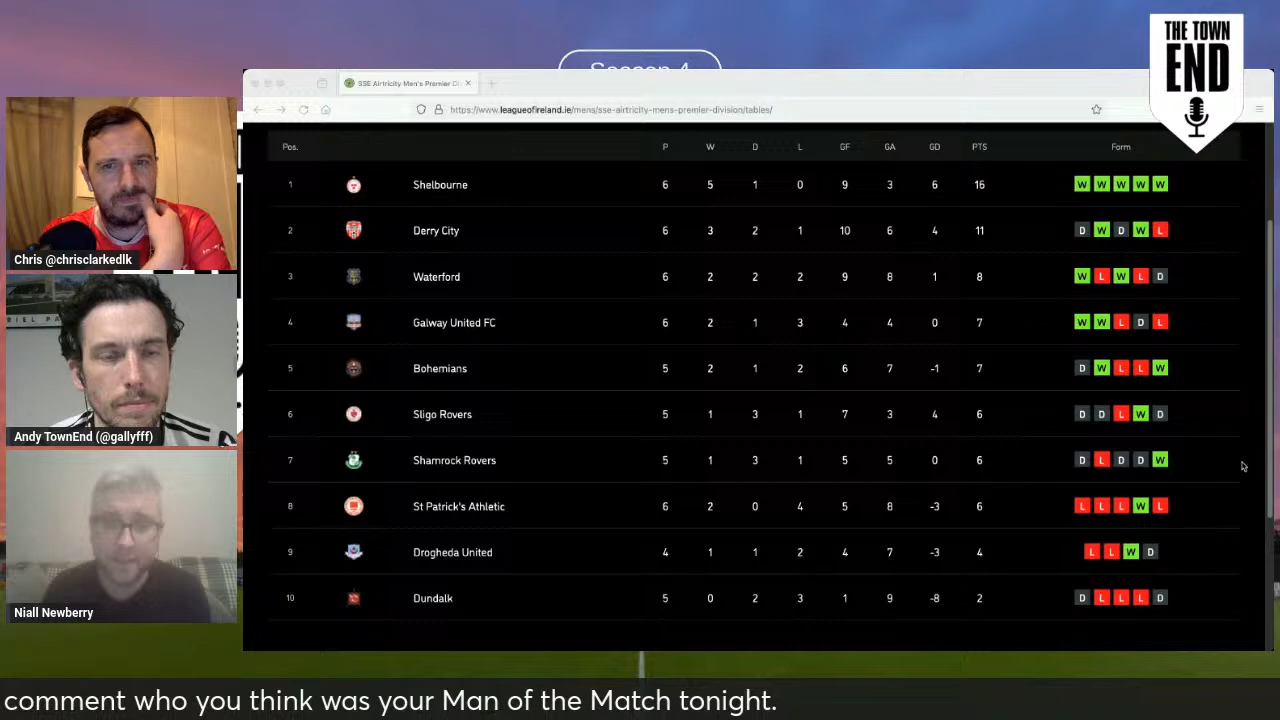 THE TOWN
END
Season 4
SSE Airtricity Men's Premier Di
https://www.leagueofireland.ie/mens/sse-airtricity-mens-premier-division/tables/
Pos. P W D L GF GA GD PTS Form
1 Shelbourne 6 5 1 0 9 3 6 16 W W W W W
2 Derry City 6 3 2 1 10 6 4 11 D W D W L
3 Waterford 6 2 2 2 9 8 1 8 W L W L D
4 Galway United FC 6 2 1 3 4 4 0 7 W W L D L
5 Bohemians 5 2 1 2 6 7 -1 7 D W L L W
6 Sligo Rovers 5 1 3 1 7 3 4 6 D D L W D
7 Shamrock Rovers 5 1 3 1 5 5 0 6 D L D D W
8 St Patrick's Athletic 6 2 0 4 5 8 -3 6 L L L W L
9 Drogheda United 4 1 1 2 4 7 -3 4 L L W D
10 Dundalk 5 0 2 3 1 9 -8 2 D L L L D
Chris @chrisclarkedlk
Andy TownEnd (@gallyfff)
Niall Newberry
comment who you think was your Man of the Match tonight.